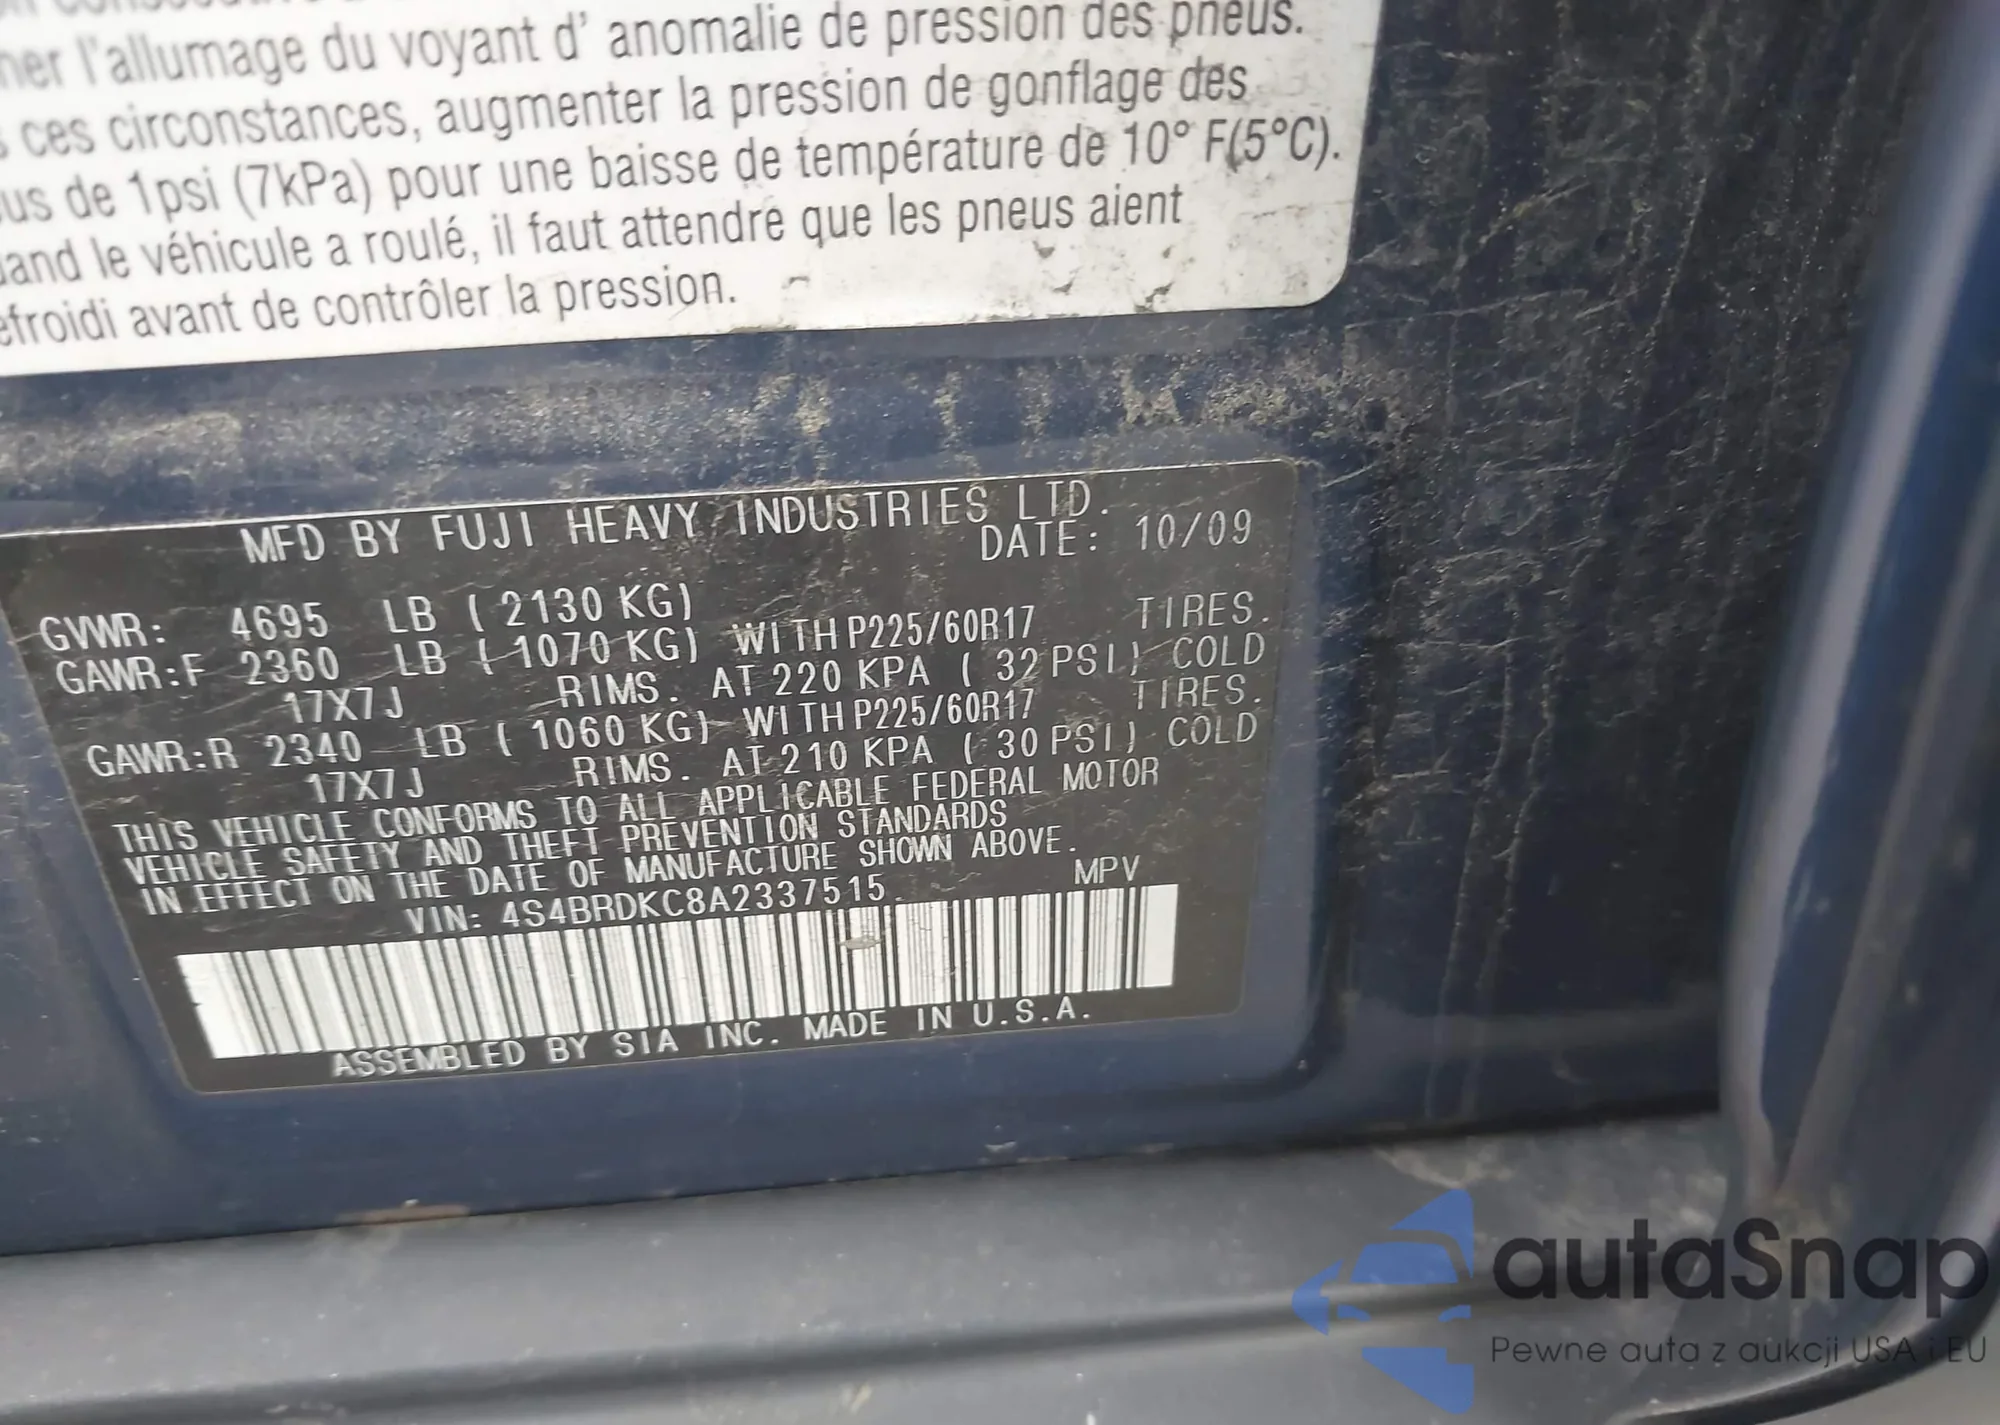 l'allumage du voyant d' anomalie de pression des pneus.
ces circonstances, augmenter la pression de gonflage des
de 1psi (7kPa) pour une baisse de température de 10° F(5°C).
le véhicule a roulé, il faut attendre que les pneus aient
avant de contrôler la pression.
MFD BY FUJI HEAVY INDUSTRIES LTD.
DATE: 10/09
GVWR: 4695 LB ( 2130 KG)
GAWR:F 2360 LB ( 1070 KG) WITH P225/60R17 TIRES.
17X7J RIMS. AT 220 KPA ( 32 PSI) COLD
GAWR:R 2340 LB ( 1060 KG) WITH P225/60R17 TIRES.
17X7J RIMS. AT 210 KPA ( 30 PSI) COLD
THIS VEHICLE CONFORMS TO ALL APPLICABLE FEDERAL MOTOR
VEHICLE SAFETY AND THEFT PREVENTION STANDARDS
IN EFFECT ON THE DATE OF MANUFACTURE SHOWN ABOVE.
VIN: 4S4BRDKC8A2337515 MPV
ASSEMBLED BY SIA INC. MADE IN U.S.A.
autaSnap
Pewne auta z aukcji USA i EU